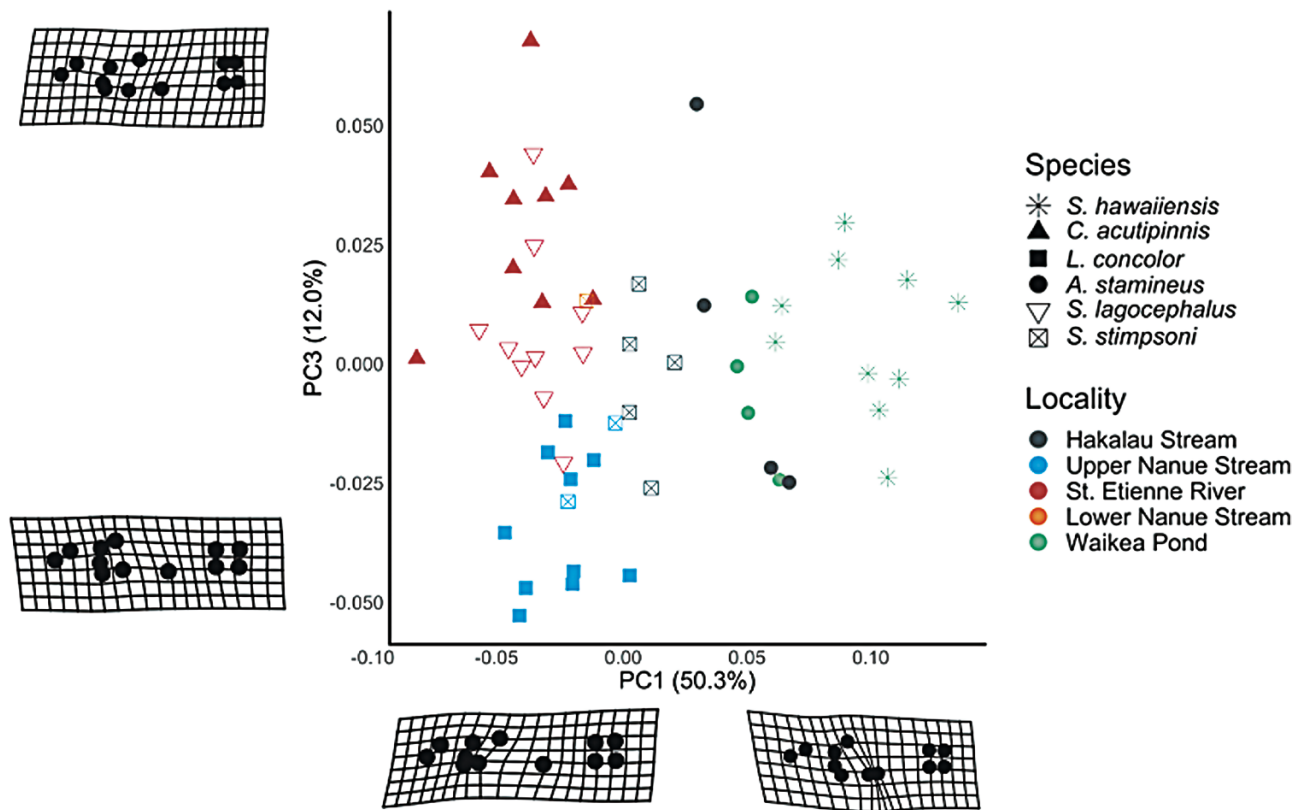 0.050
0.025
0.000
-0.025
-0.050
PC3 (12.0%)
-0.10
-0.05
0.00
0.05
0.10
PC1 (50.3%)
Species
S. hawaiiensis
C. acutipinnis
L. concolor
A. stamineus
S. lagocephalus
S. stimpsoni
Locality
Hakalau Stream
Upper Nanue Stream
St. Etienne River
Lower Nanue Stream
Waikea Pond